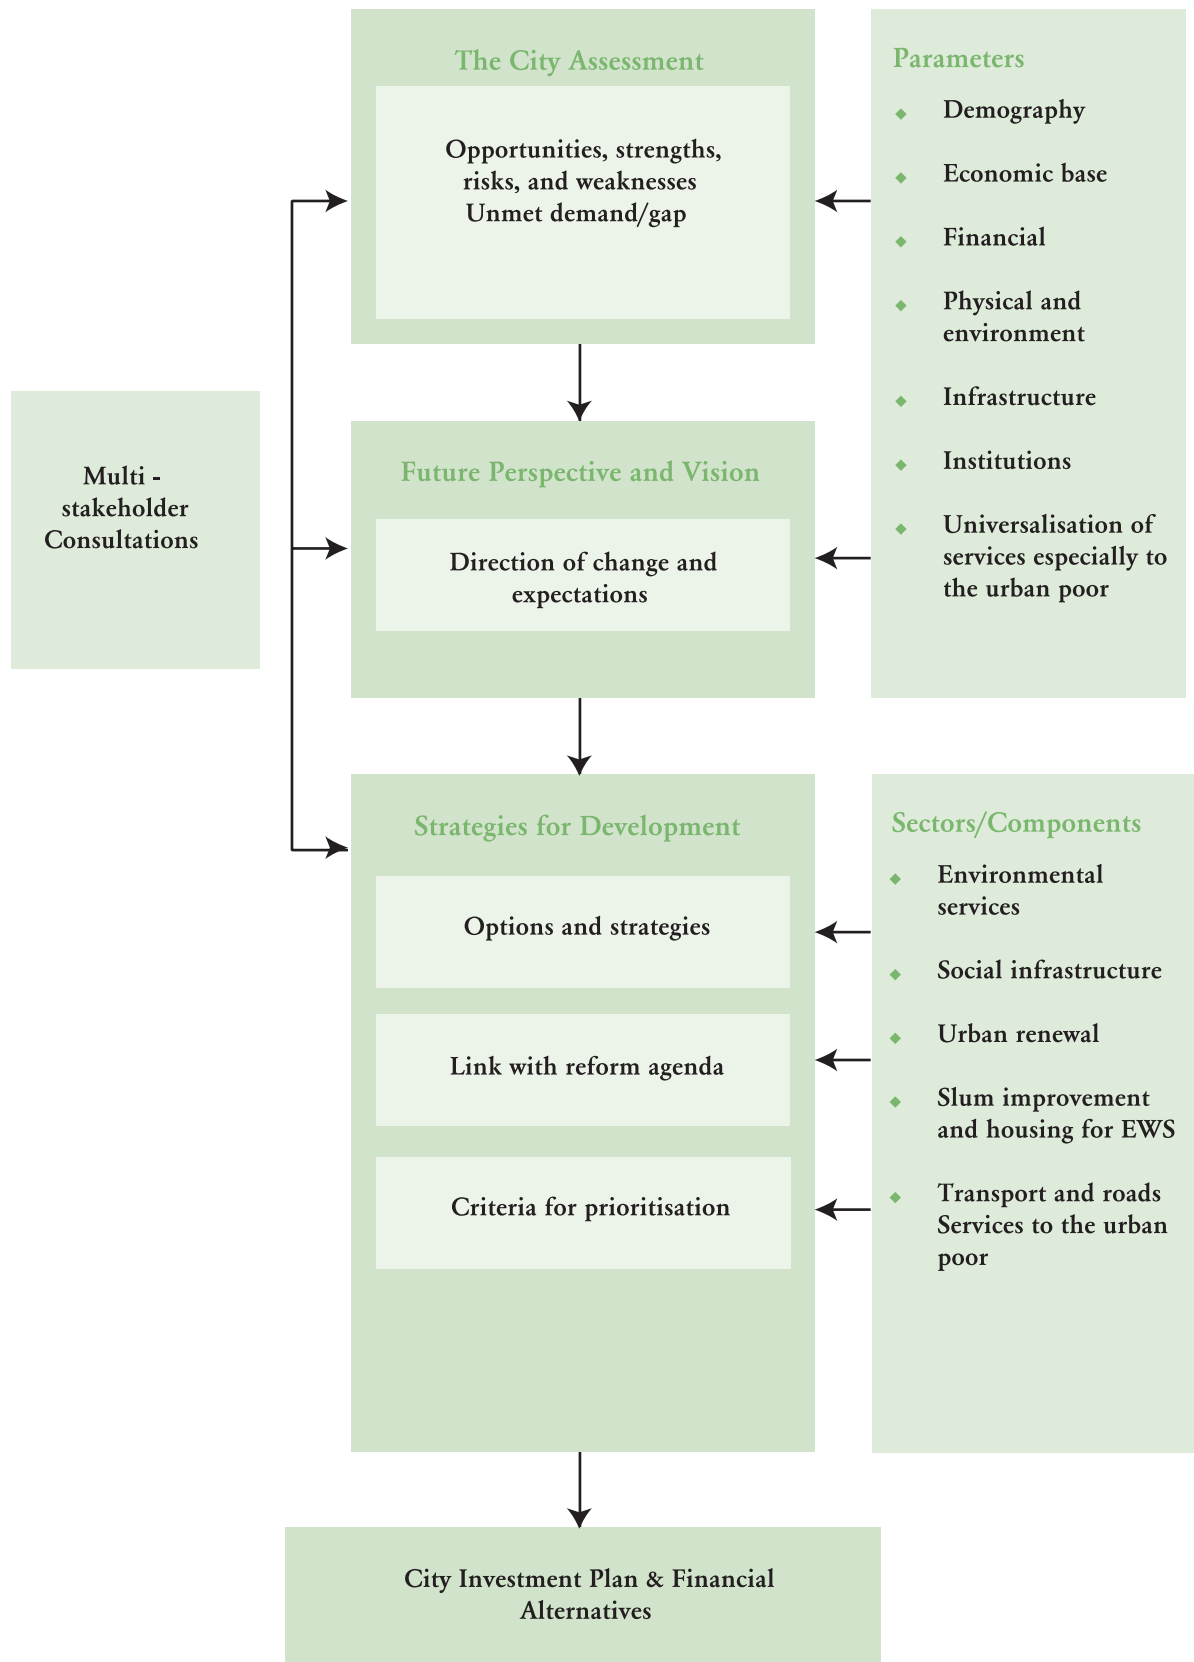 The City Assessment
Opportunities, strengths,
risks, and weaknesses
Unmet demand/gap
Parameters
Demography
Economic base
Financial
Physical and
environment
Infrastructure
Institutions
Universalisation of
services especially to
the urban poor
Multi -
stakeholder
Consultations
Future Perspective and Vision
Direction of change and
expectations
Strategies for Development
Options and strategies
Link with reform agenda
Criteria for prioritisation
Sectors/Components
Environmental
services
Social infrastructure
Urban renewal
Slum improvement
and housing for EWS
Transport and roads
Services to the urban
poor
City Investment Plan & Financial
Alternatives